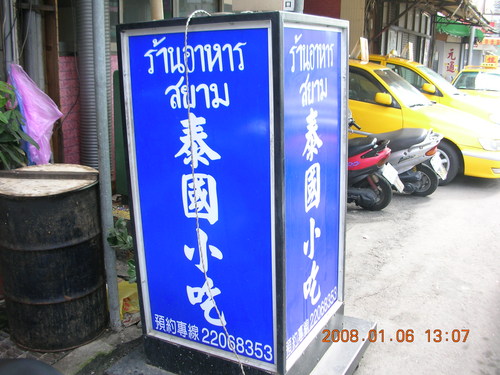 ร้านอาหาร
สยาม
泰國小吃
預約專線 22068353
ร้านอาหาร
สยาม
泰國小吃
預約專線 22068353
2008.01.06 13:07